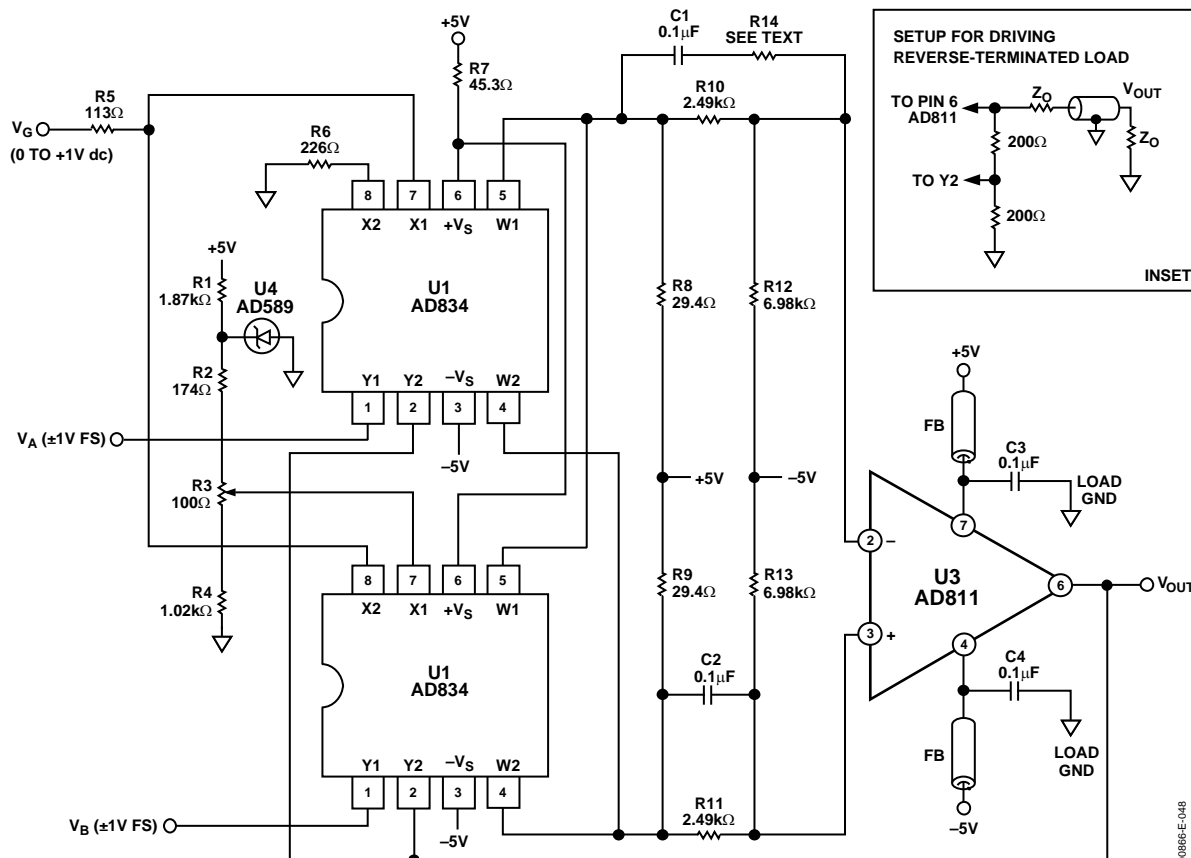 +5V
R7
45.3Ω
C1
0.1µF
R14
SEE TEXT
R10
2.49kΩ
R5
113Ω
VG
(0 TO +1V dc)
R6
226Ω
8
7
6
5
X2
X1
+VS
W1
U1
AD834
+5V
R1
1.87kΩ
U4
AD589
R2
174Ω
Y1
Y2
–VS
W2
1
2
3
4
–5V
VA (±1V FS)
R3
100Ω
R4
1.02kΩ
8
7
6
5
X2
X1
+VS
W1
U1
AD834
Y1
Y2
–VS
W2
1
2
3
4
–5V
VB (±1V FS)
R8
29.4Ω
R12
6.98kΩ
+5V
–5V
R9
29.4Ω
R13
6.98kΩ
C2
0.1µF
R11
2.49kΩ
SETUP FOR DRIVING
REVERSE-TERMINATED LOAD
TO PIN 6
AD811
ZO
VOUT
200Ω
ZO
TO Y2
200Ω
INSET
+5V
FB
C3
0.1µF
LOAD
GND
7
2
–
U3
AD811
6
VOUT
3
+
4
C4
0.1µF
FB
LOAD
GND
–5V